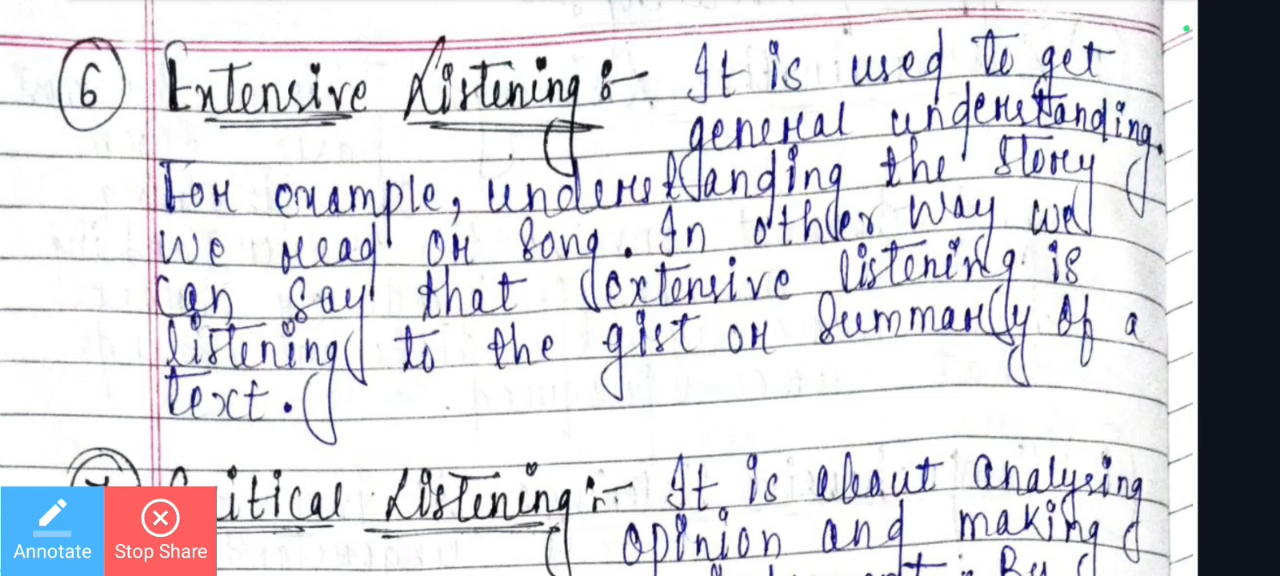 6 Extensive Listening :- It is used to get
general understanding.
For example, understanding the story
we read or song. In other way we
can say that extensive listening is
listening to the gist or summary of a
text.
Listening :- It is about analysing
opinion and making
By
Annotate Stop Share